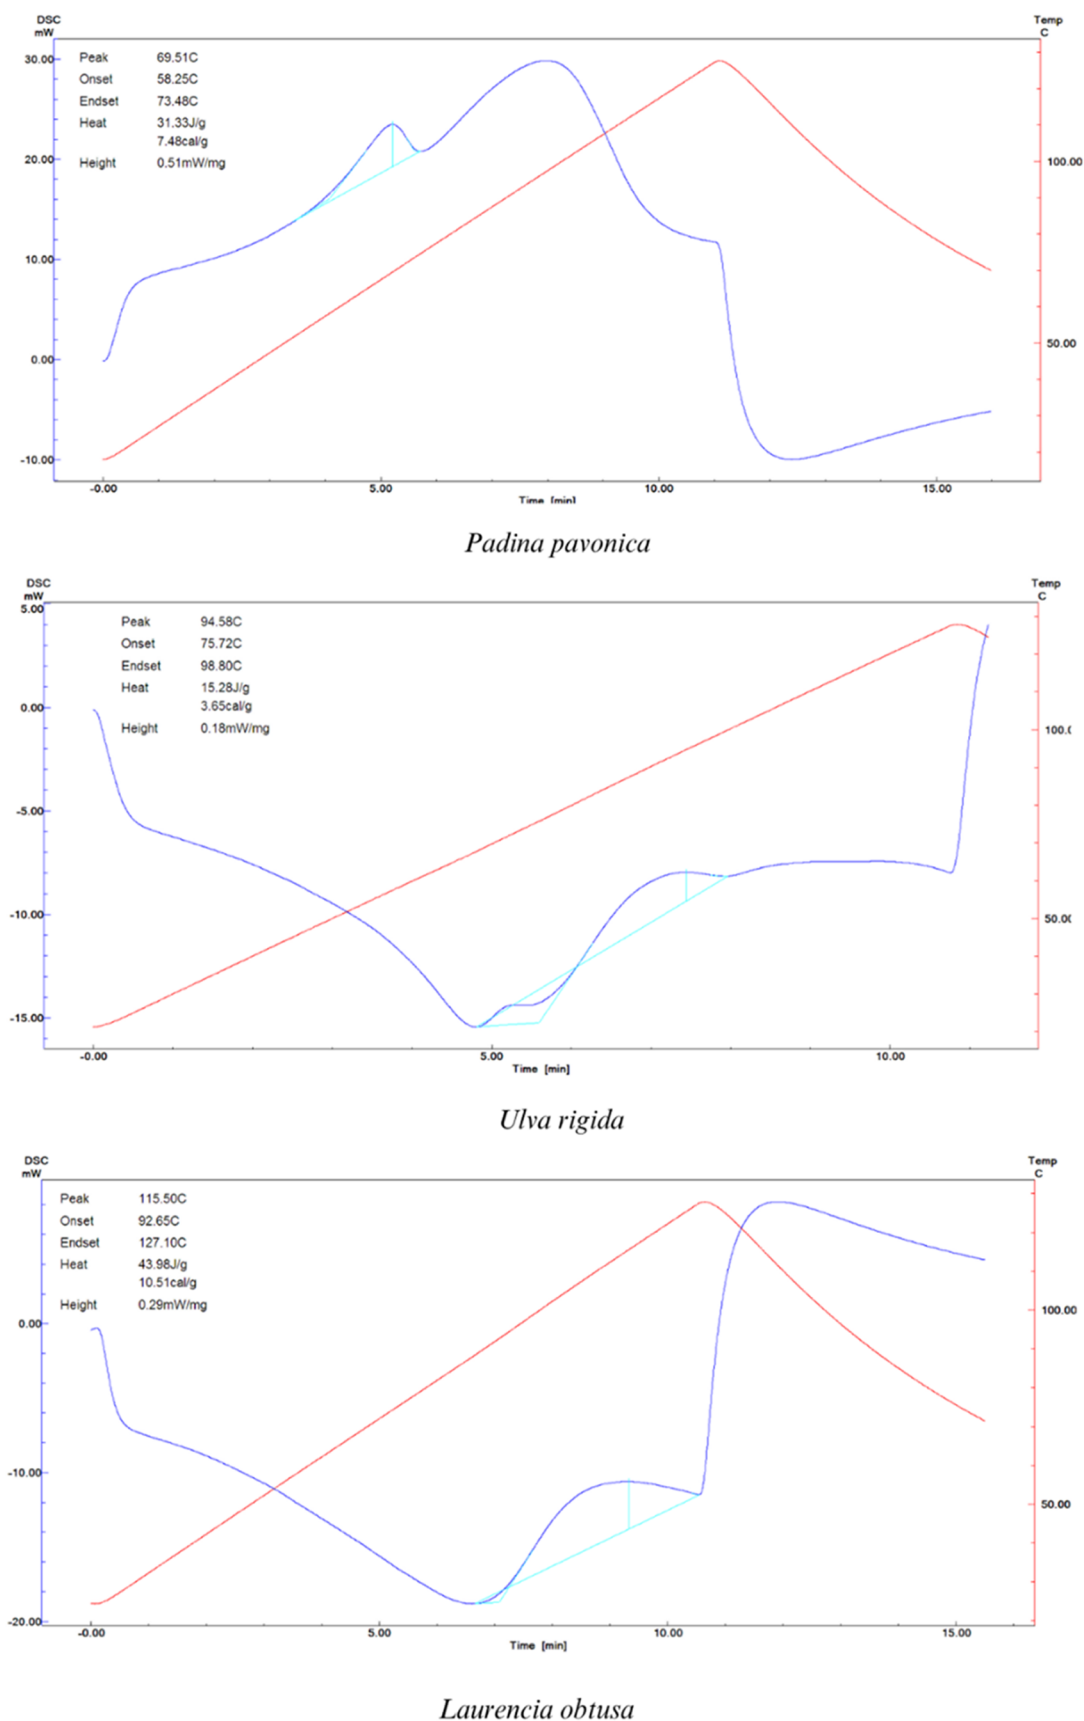 DSC
mW
Temp
C
Peak 69.51C
Onset 58.25C
Endset 73.48C
Heat 31.33J/g
7.48cal/g
Height 0.51mW/mg
30.00
20.00
10.00
0.00
-10.00
100.00
50.00
-0.00 5.00 10.00 15.00
Time [min]
Padina pavonica
DSC
mW
Temp
C
5.00
Peak 94.58C
Onset 75.72C
Endset 98.80C
Heat 15.28J/g
3.65cal/g
Height 0.18mW/mg
0.00
-5.00
-10.00
-15.00
100.(
50.0(
-0.00 5.00 10.00
Time [min]
Ulva rigida
DSC
mW
Temp
C
Peak 115.50C
Onset 92.65C
Endset 127.10C
Heat 43.98J/g
10.51cal/g
Height 0.29mW/mg
0.00
-10.00
-20.00
100.00
50.00
-0.00 5.00 10.00 15.00
Time [min]
Laurencia obtusa